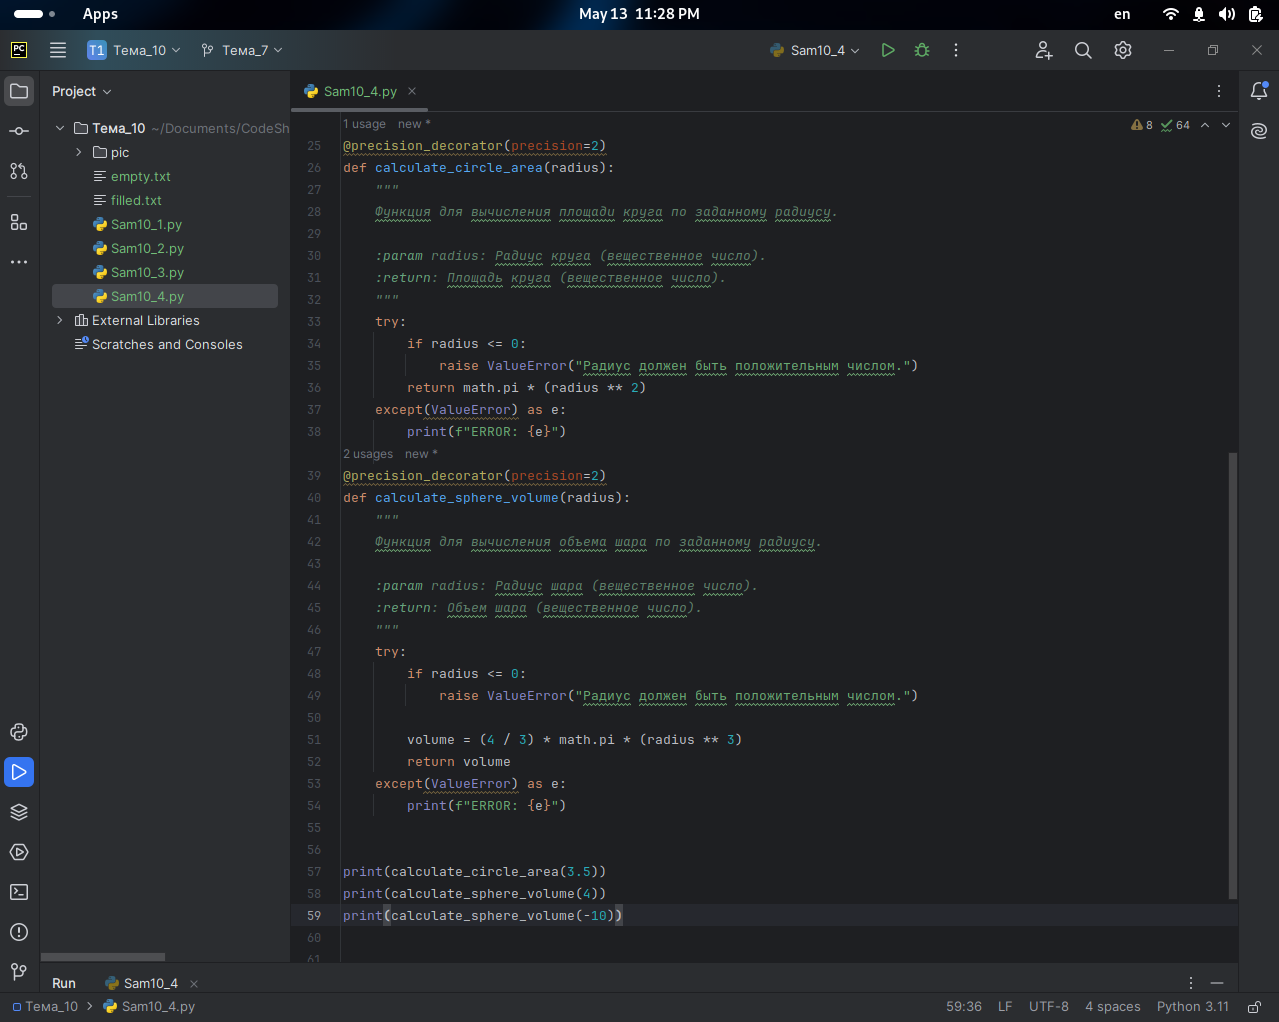 Apps
May 13 11:28 PM
en
PC
T1 Тема_10
Тема_7
Sam10_4
Project
Sam10_4.py
Тема_10 ~/Documents/CodeSh
pic
empty.txt
filled.txt
Sam10_1.py
Sam10_2.py
Sam10_3.py
Sam10_4.py
External Libraries
Scratches and Consoles
1 usage new *
8 64
25 @precision_decorator(precision=2)
26 def calculate_circle_area(radius):
27 """
28 Функция для вычисления площади круга по заданному радиусу.
29
30 :param radius: Радиус круга (вещественное число).
31 :return: Площадь круга (вещественное число).
32 """
33 try:
34 if radius <= 0:
35 raise ValueError("Радиус должен быть положительным числом.")
36 return math.pi * (radius ** 2)
37 except(ValueError) as e:
38 print(f"ERROR: {e}")
2 usages new *
39 @precision_decorator(precision=2)
40 def calculate_sphere_volume(radius):
41 """
42 Функция для вычисления объема шара по заданному радиусу.
43
44 :param radius: Радиус шара (вещественное число).
45 :return: Объем шара (вещественное число).
46 """
47 try:
48 if radius <= 0:
49 raise ValueError("Радиус должен быть положительным числом.")
50
51 volume = (4 / 3) * math.pi * (radius ** 3)
52 return volume
53 except(ValueError) as e:
54 print(f"ERROR: {e}")
55
56
57 print(calculate_circle_area(3.5))
58 print(calculate_sphere_volume(4))
59 print(calculate_sphere_volume(-10))
60
61
Run Sam10_4
Тема_10 Sam10_4.py
59:36 LF UTF-8 4 spaces Python 3.11